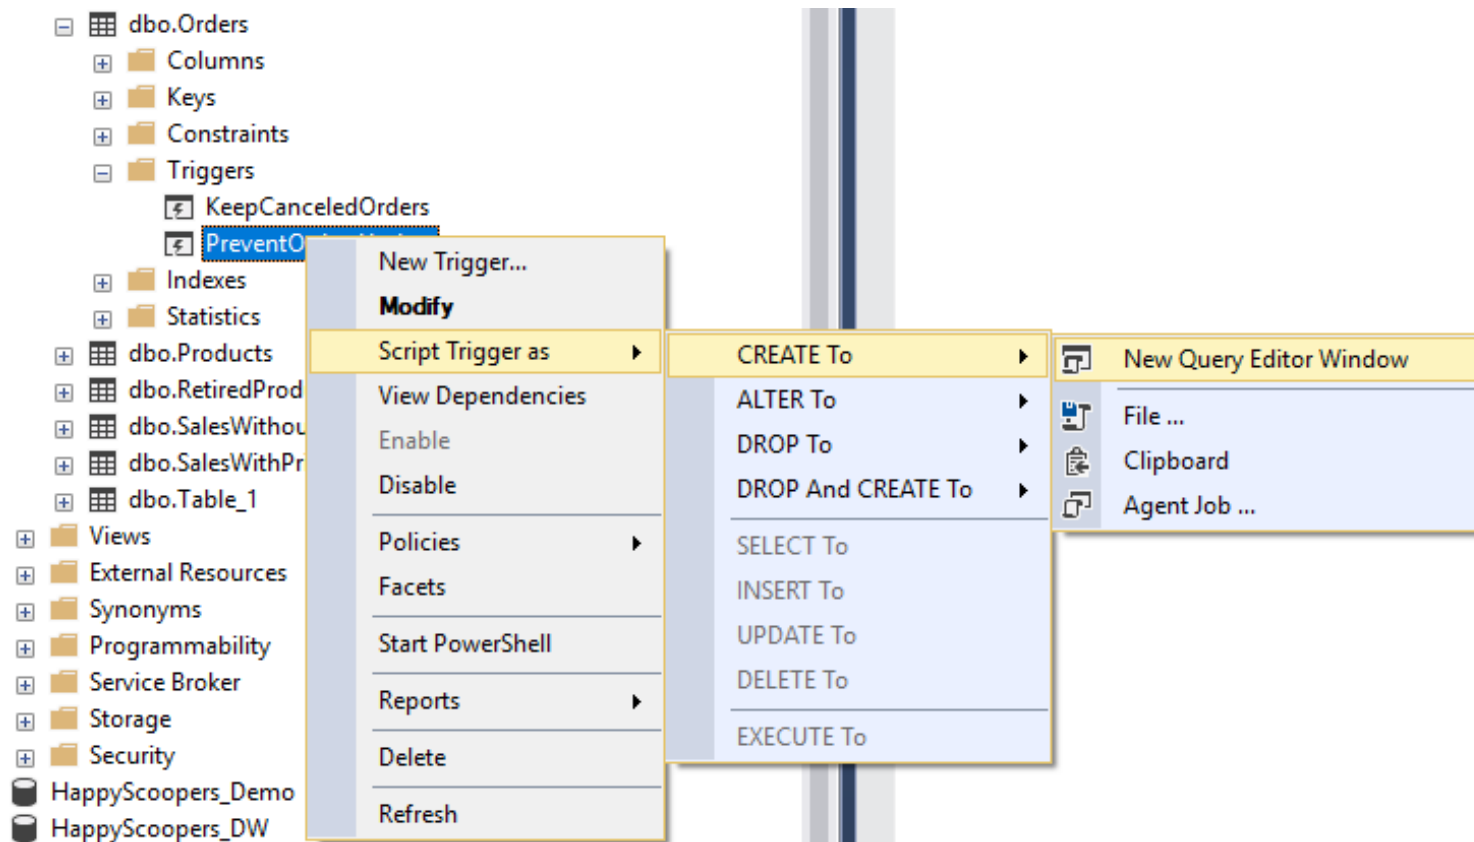 dbo.Orders
Columns
Keys
Constraints
Triggers
KeepCanceledOrders
PreventO
Indexes
Statistics
dbo.Products
dbo.RetiredProd
dbo.SalesWithou
dbo.SalesWithPr
dbo.Table_1
Views
External Resources
Synonyms
Programmability
Service Broker
Storage
Security
HappyScoopers_Demo
HappyScoopers_DW
New Trigger...
Modify
Script Trigger as
View Dependencies
Enable
Disable
Policies
Facets
Start PowerShell
Reports
Delete
Refresh
CREATE To
ALTER To
DROP To
DROP And CREATE To
SELECT To
INSERT To
UPDATE To
DELETE To
EXECUTE To
New Query Editor Window
File ...
Clipboard
Agent Job ...